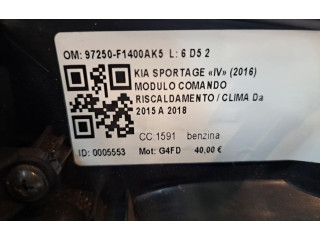 OM: 97250-F1400AK5 L: 6 D5 2
KIA SPORTAGE «IV» (2016)
MODULO COMANDO
RISCALDAMENTO / CLIMA Da
2015 A 2018
CC 1591 benzina
ID: 0005553 Mot: G4FD 40,00 €